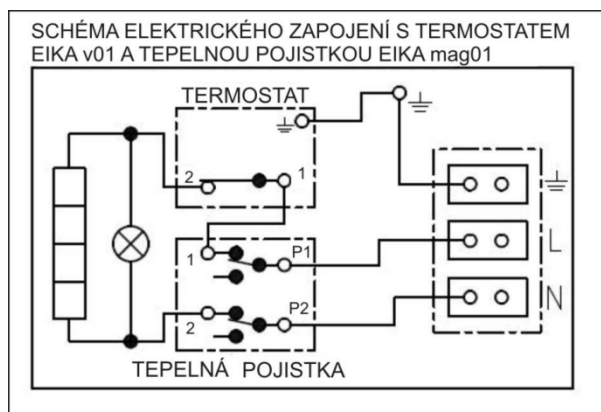 SCHÉMA ELEKTRICKÉHO ZAPOJENÍ S TERMOSTATEM
EIKA v01 A TEPELNOU POJISTKOU EIKA mag01
TERMOSTAT
2
1
1
P1
L
2
P2
N
TEPELNÁ POJISTKA